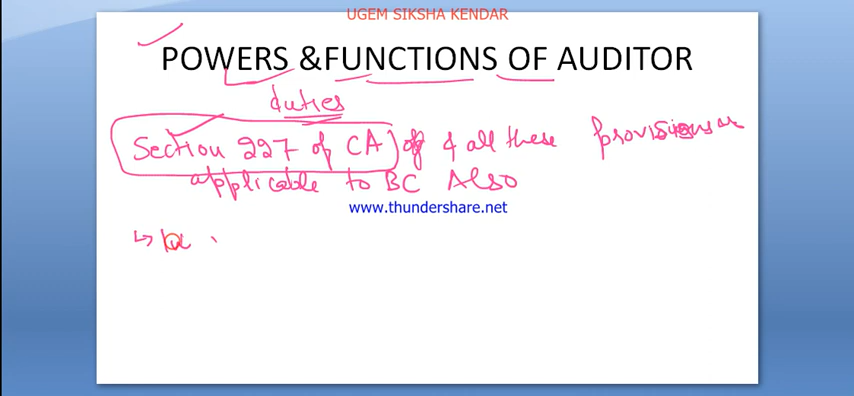 UGEM SIKSHA KENDAR
POWERS &FUNCTIONS OF AUDITOR
duties
Section 227 of CA) & all these provisions are
applicable to BC Also
www.thundershare.net